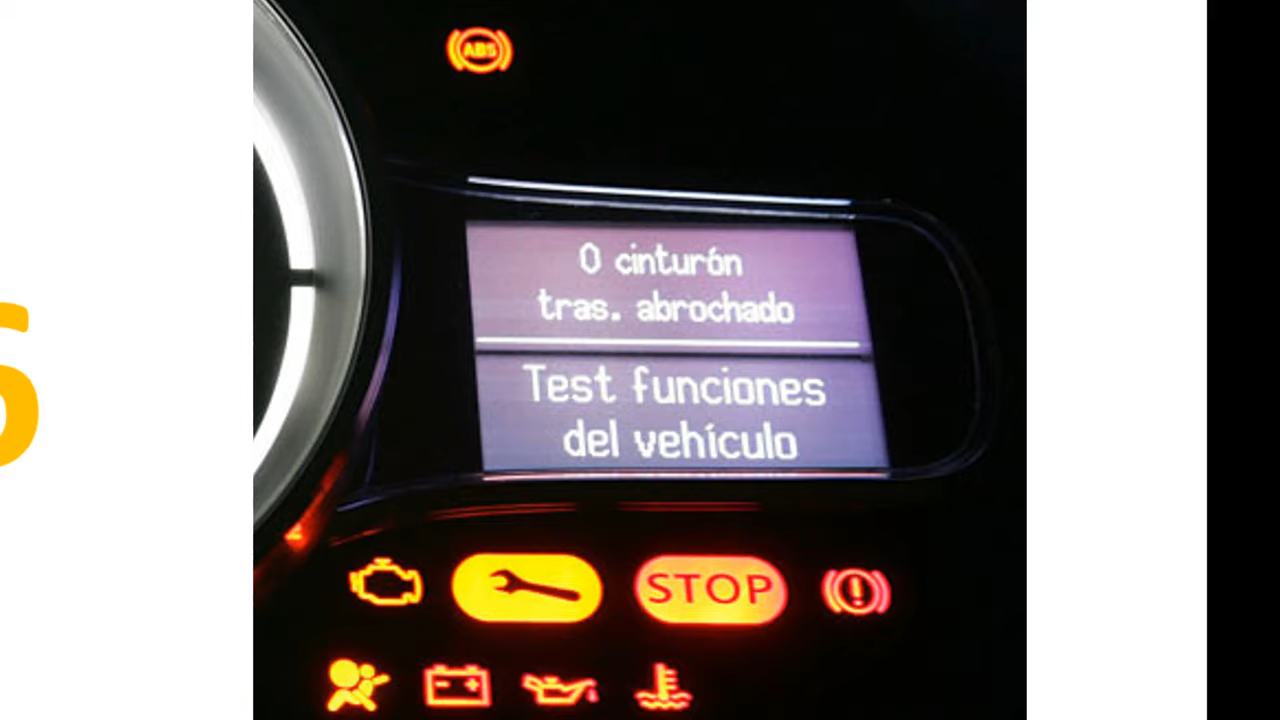 ABS
0 cinturón
tras. abrochado
Test funciones
del vehículo
STOP